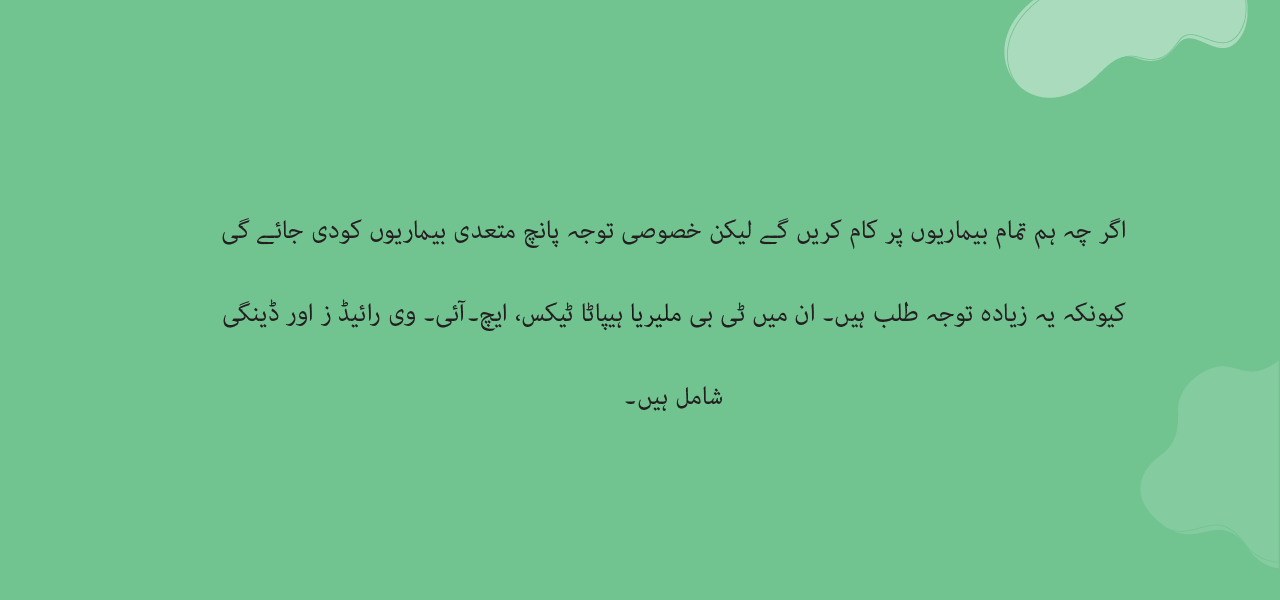 اگر چہ ہم تمام بیماریوں پر کام کریں گے لیکن خصوصی توجہ پانچ متعدی بیماریوں کودی جائے گی
کیونکہ یہ زیادہ توجہ طلب ہیں۔ ان میں ٹی بی ملیریا ہیپاٹا ٹیکس، ایچ۔آئی۔ وی رائیڈ ز اور ڈینگی
شامل ہیں۔